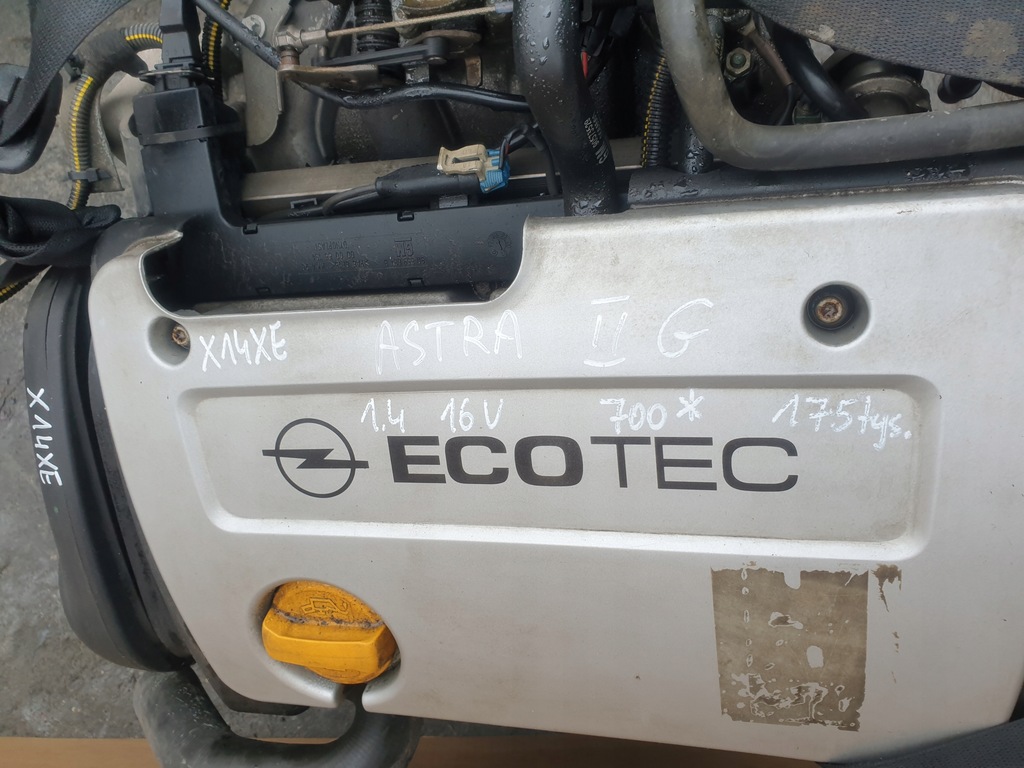 X14XE ASTRA II G
1.4 16V 700* 175tys.
ECOTEC
X14XE